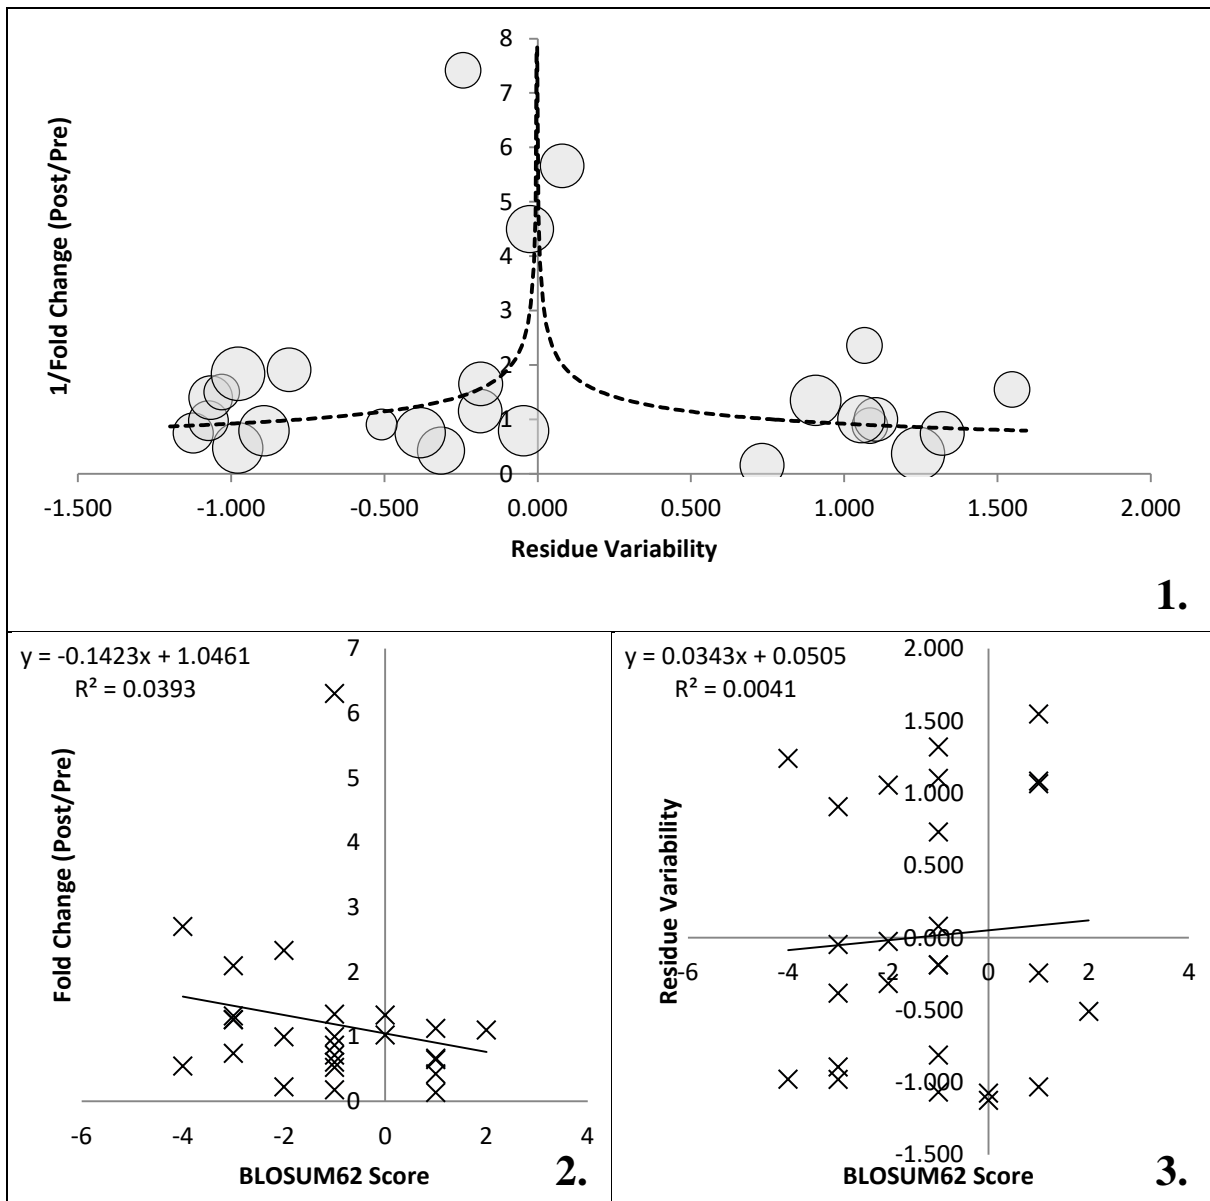 8
7
6
5
4
3
2
1
0
1/Fold Change (Post/Pre)
-1.500 -1.000 -0.500 0.000 0.500 1.000 1.500 2.000
Residue Variability
1.
y = -0.1423x + 1.0461
R² = 0.0393
7
6
5
4
3
2
1
0
Fold Change (Post/Pre)
-6 -4 -2 0 2 4
BLOSUM62 Score
2.
y = 0.0343x + 0.0505
R² = 0.0041
2.000
1.500
1.000
0.500
0.000
-0.500
-1.000
-1.500
Residue Variability
-6 -4 -2 0 2 4
BLOSUM62 Score
3.